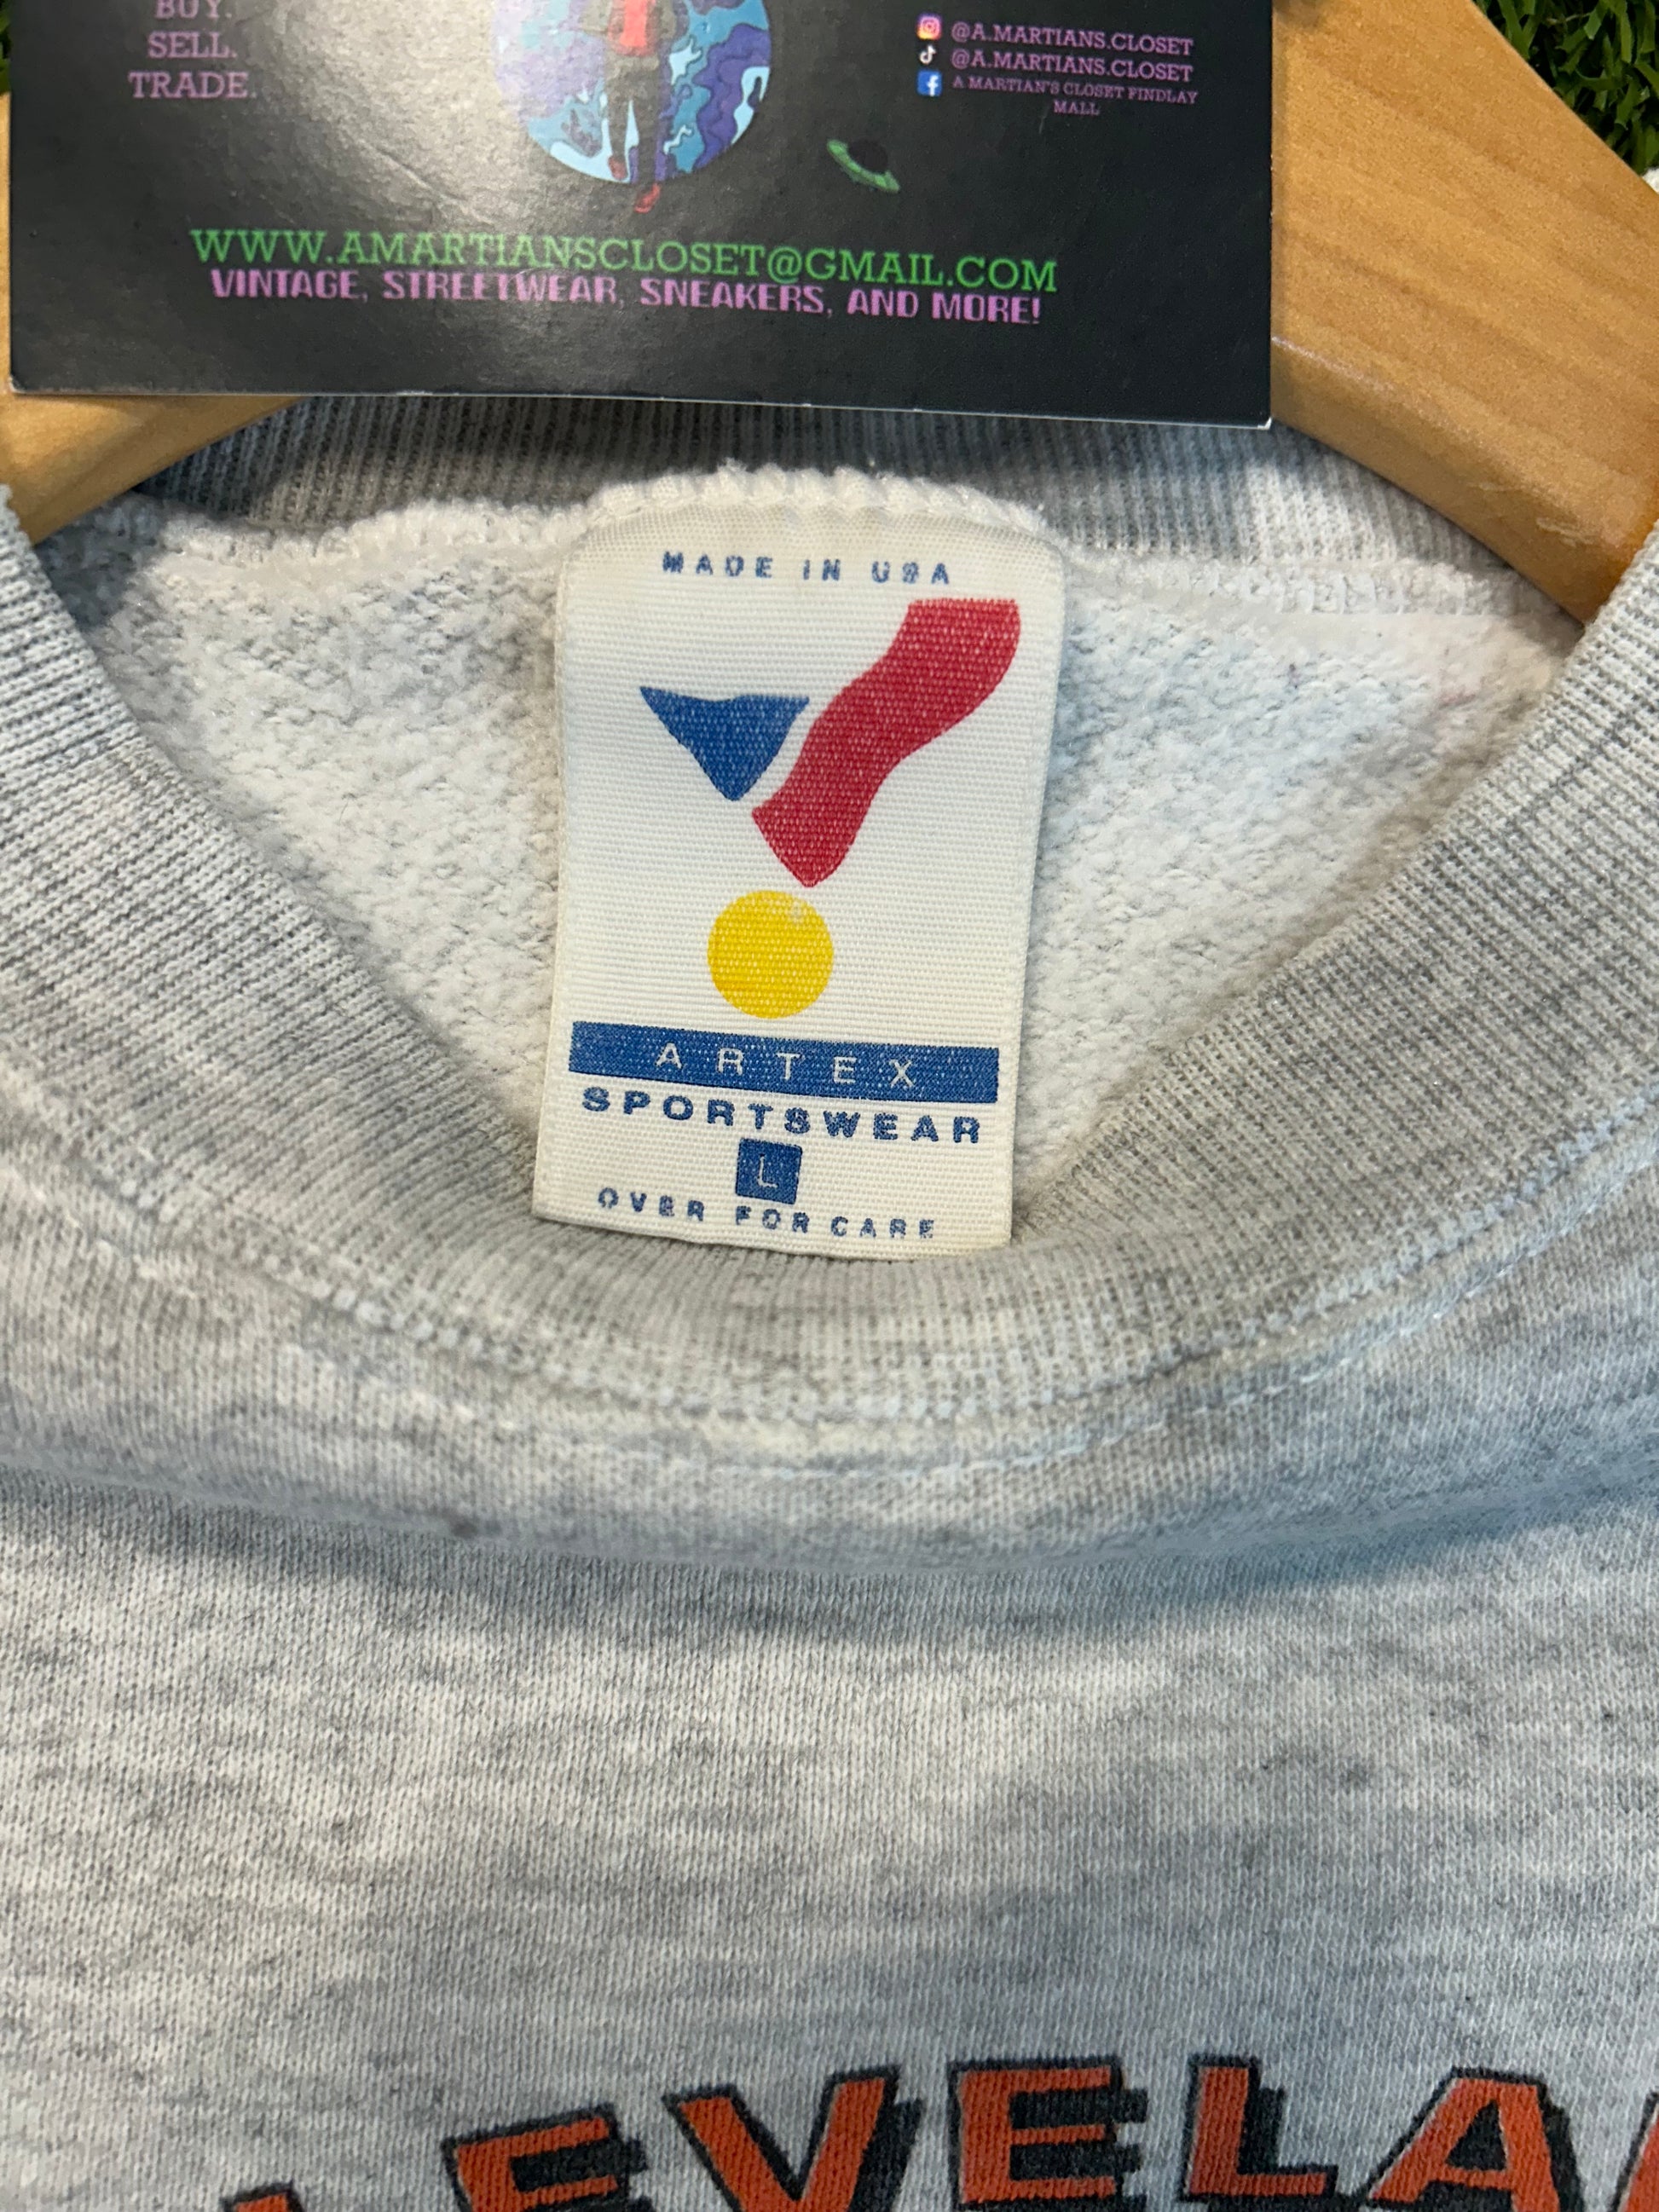 BUY.
SELL.
TRADE.
@A.MARTIANS.CLOSET
@A.MARTIANS.CLOSET
A MARTIAN'S CLOSET FINDLAY
MALL
WWW.AMARTIANSCLOSET@GMAIL.COM
VINTAGE, STREETWEAR, SNEAKERS, AND MORE!
MADE IN USA
ARTEX
SPORTSWEAR
L
OVER FOR CARE
LEVELA